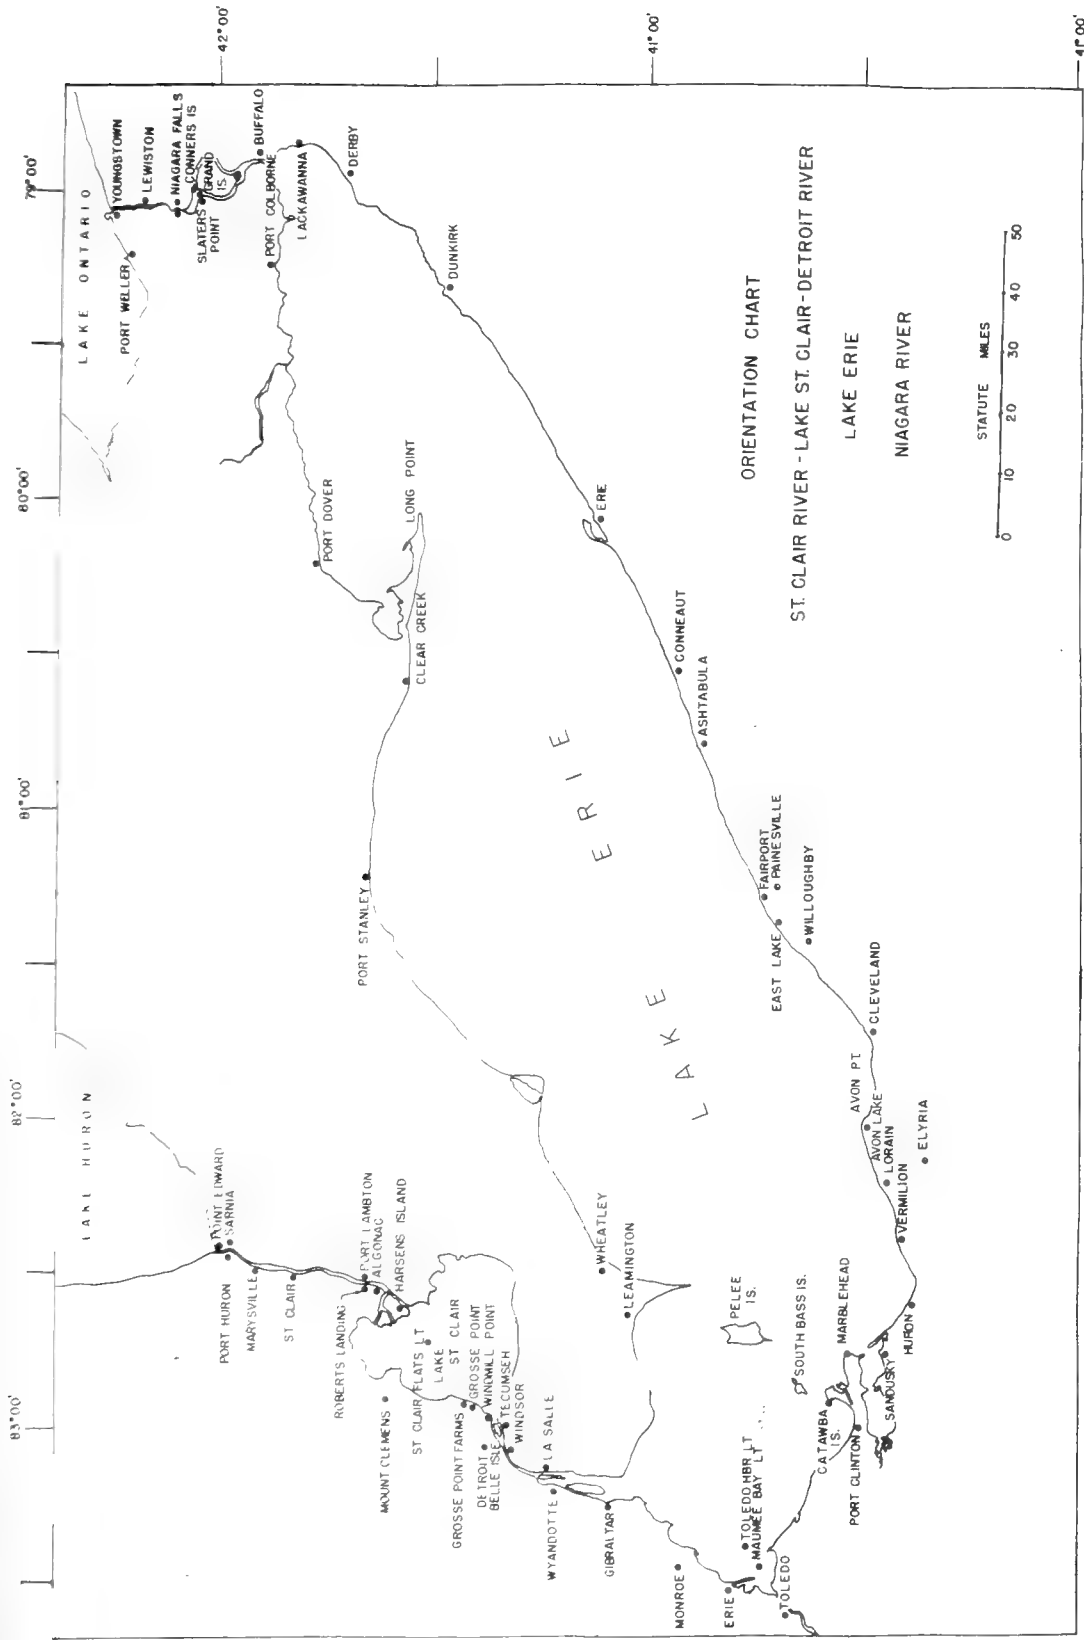 83°00'
82°00'
81°00'
80°00'
79°00'
42°00'
41°00'
41°00'
LAKE HURON
LAKE ONTARIO
POINT EDWARD
SARNIA
PORT HURON
MARYSVILLE
ST CLAIR
PORT LAMBTON
ALGONAC
HARSENS ISLAND
ROBERTS LANDING
MOUNT CLEMENS
ST CLAIR FLATS LT
LAKE
ST CLAIR
GROSSE POINT FARMS
GROSSE POINT
WINDMILL POINT
DETROIT
BELLE ISLE
TECUMSEH
WINDSOR
LA SALLE
WYANDOTTE
GIBRALTAR
MONROE
ERIE
TOLEDO HBR LT
MAUMEE BAY LT
TOLEDO
WHEATLEY
LEAMINGTON
PELEE
IS.
SOUTH BASS IS.
MARBLEHEAD
CATAWBA
IS.
PORT CLINTON
SANDUSKY
HURON
VERMILION
LORAIN
AVON LAKE
AVON PT.
ELYRIA
CLEVELAND
WILLOUGHBY
EAST LAKE
FAIRPORT
PAINESVILLE
ASHTABULA
CONNEAUT
ERIE
DUNKIRK
DERBY
LACKAWANNA
BUFFALO
PORT COLBORNE
GRAND
IS.
CONNERS IS
SLATERS
POINT
NIAGARA FALLS
LEWISTON
YOUNGSTOWN
PORT WELLER
PORT DOVER
LONG POINT
CLEAR CREEK
PORT STANLEY
LAKE ERIE
ORIENTATION CHART
ST. CLAIR RIVER - LAKE ST. CLAIR - DETROIT RIVER
LAKE ERIE
NIAGARA RIVER
STATUTE MILES
0 10 20 30 40 50